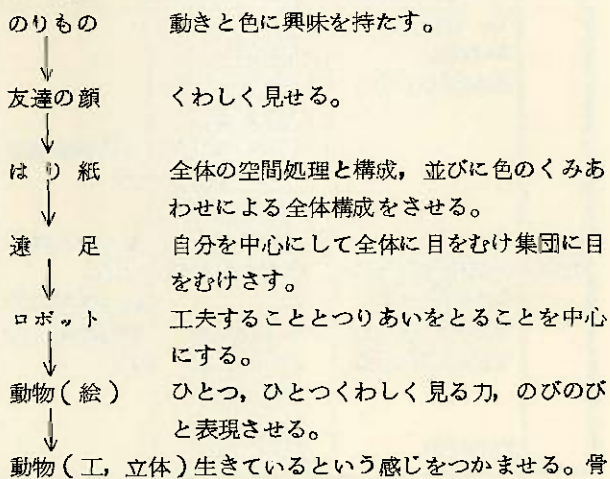 のりもの 動きと色に興味を持たす。
友達の顔 くわしく見せる。
はり紙 全体の空間処理と構成，並びに色のくみあ
わせによる全体構成をさせる。
遠足 自分を中心にして全体に目をむけ集団に目
をむけさす。
ロボット 工夫することとつりあいをとることを中心
にする。
動物（絵） ひとつ，ひとつくわしく見る力，のびのび
と表現させる。
動物（工，立体）生きているという感じをつかませる。骨